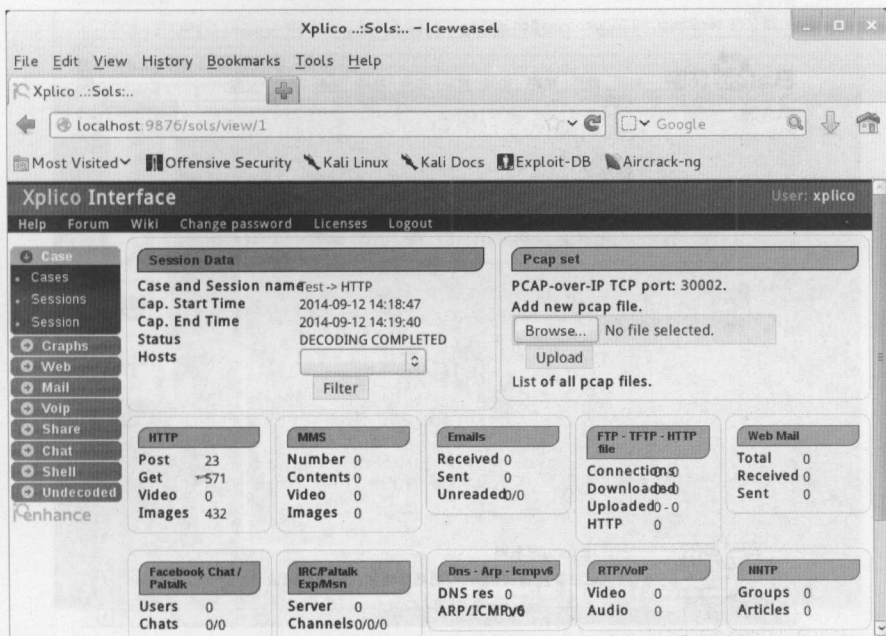 Xplico ..:Sols:.. – Iceweasel
File Edit View History Bookmarks Tools Help
Xplico ..:Sols:..
localhost:9876/sols/view/1
Google
Most Visited Offensive Security Kali Linux Kali Docs Exploit-DB Aircrack-ng
Xplico Interface
User: xplico
Help Forum Wiki Change password Licenses Logout
Case
Cases
Sessions
Session
Graphs
Web
Mail
Voip
Share
Chat
Shell
Undecoded
enhance
Session Data
Case and Session name Test -> HTTP
Cap. Start Time 2014-09-12 14:18:47
Cap. End Time 2014-09-12 14:19:40
Status DECODING COMPLETED
Hosts
Filter
Pcap set
PCAP-over-IP TCP port: 30002.
Add new pcap file.
Browse... No file selected.
Upload
List of all pcap files.
HTTP
Post 23
Get 571
Video 0
Images 432
MMS
Number 0
Contents 0
Video 0
Images 0
Emails
Received 0
Sent 0
Unreaded 0/0
FTP - TFTP - HTTP
file
Connections 0 - 0
Downloaded 0 - 0
Uploaded 0 - 0
HTTP 0
Web Mail
Total 0
Received 0
Sent 0
Facebook Chat /
Paltalk
Users 0
Chats 0/0
IRC/Paltalk
Exp/Msn
Server 0
Channels 0/0/0
Dns - Arp - Icmpv6
DNS res 0
ARP/ICMPv6
RTP/VoIP
Video 0
Audio 0
NNTP
Groups 0
Articles 0